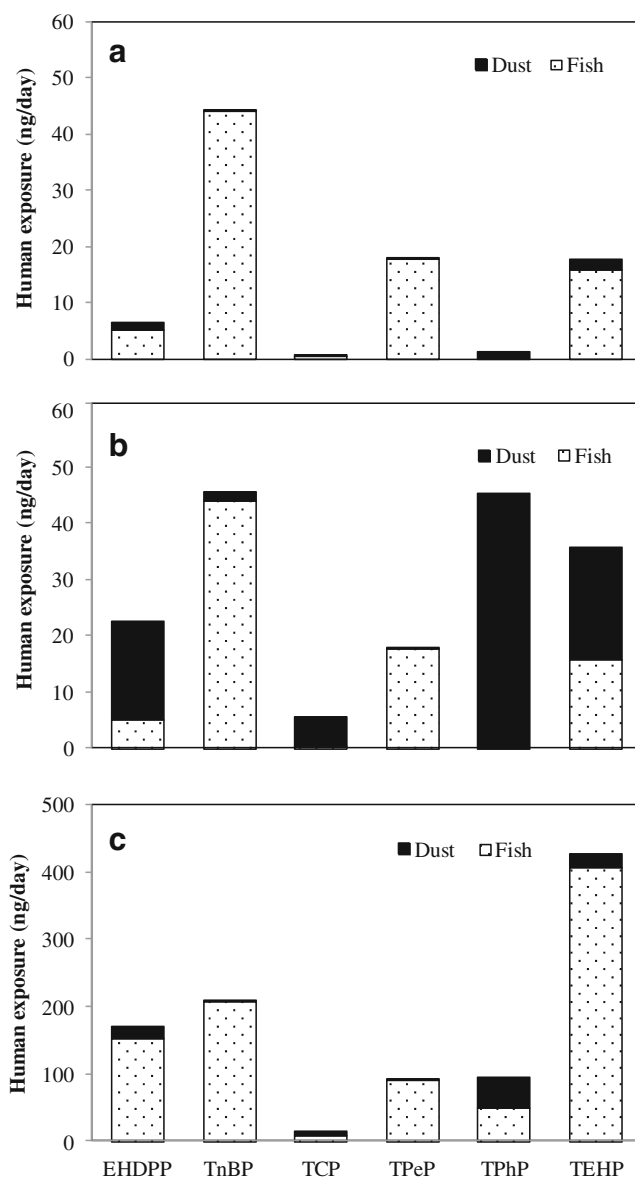 60
50
40
30
20
10
0
Human exposure (ng/day)
a
Dust Fish
60
50
40
30
20
10
0
Human exposure (ng/day)
b
Dust Fish
500
400
300
200
100
0
Human exposure (ng/day)
c
Dust Fish
EHDPP TnBP TCP TPeP TPhP TEHP